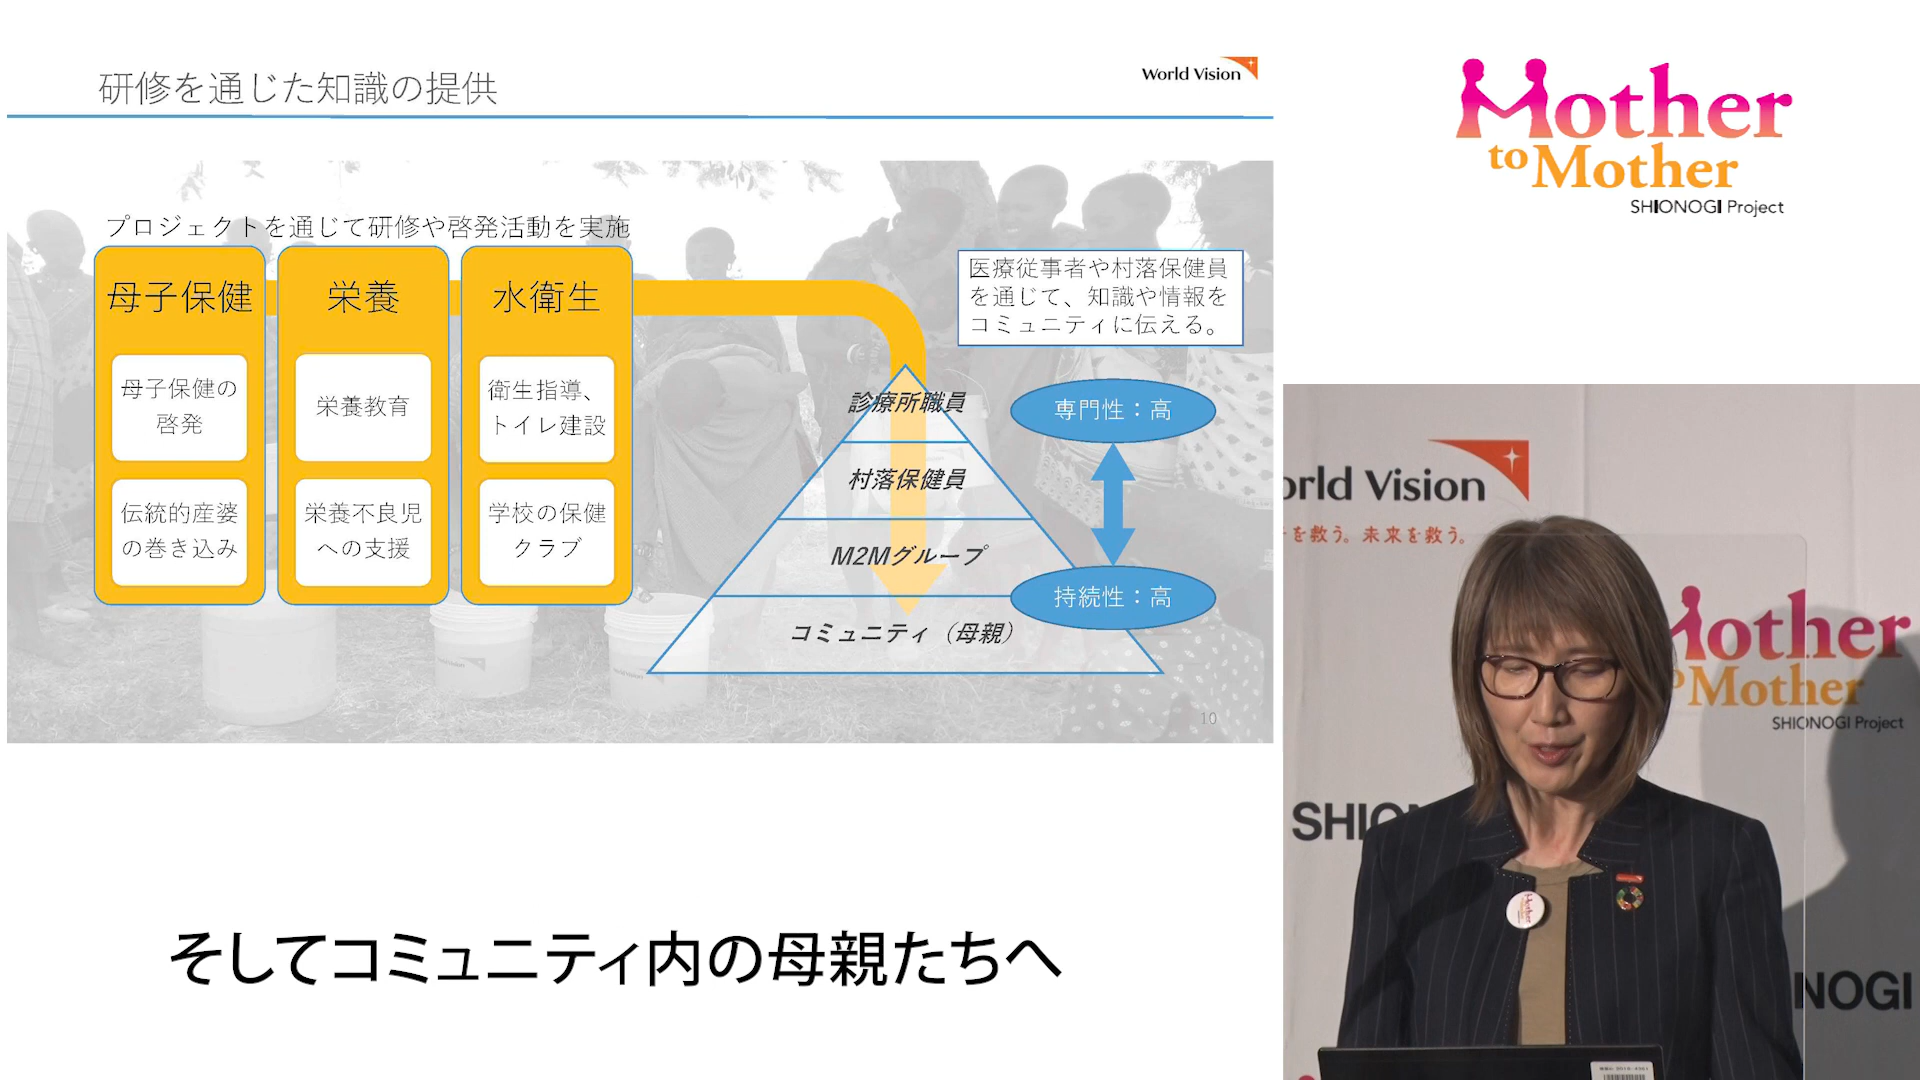 研修を通じた知識の提供
World Vision
プロジェクトを通じて研修や啓発活動を実施
母子保健
母子保健の
啓発
伝統的産婆
の巻き込み
栄養
栄養教育
栄養不良児
への支援
水衛生
衛生指導、
トイレ建設
学校の保健
クラブ
医療従事者や村落保健員
を通じて、知識や情報を
コミュニティに伝える。
診療所職員
村落保健員
M2Mグループ
コミュニティ（母親）
専門性：高
持続性：高
10
そしてコミュニティ内の母親たちへ
Mother
to Mother
SHIONOGI Project
orld Vision
を救う。未来を救う。
Mother
Mother
SHIONOGI Project
SHIO
NOGI